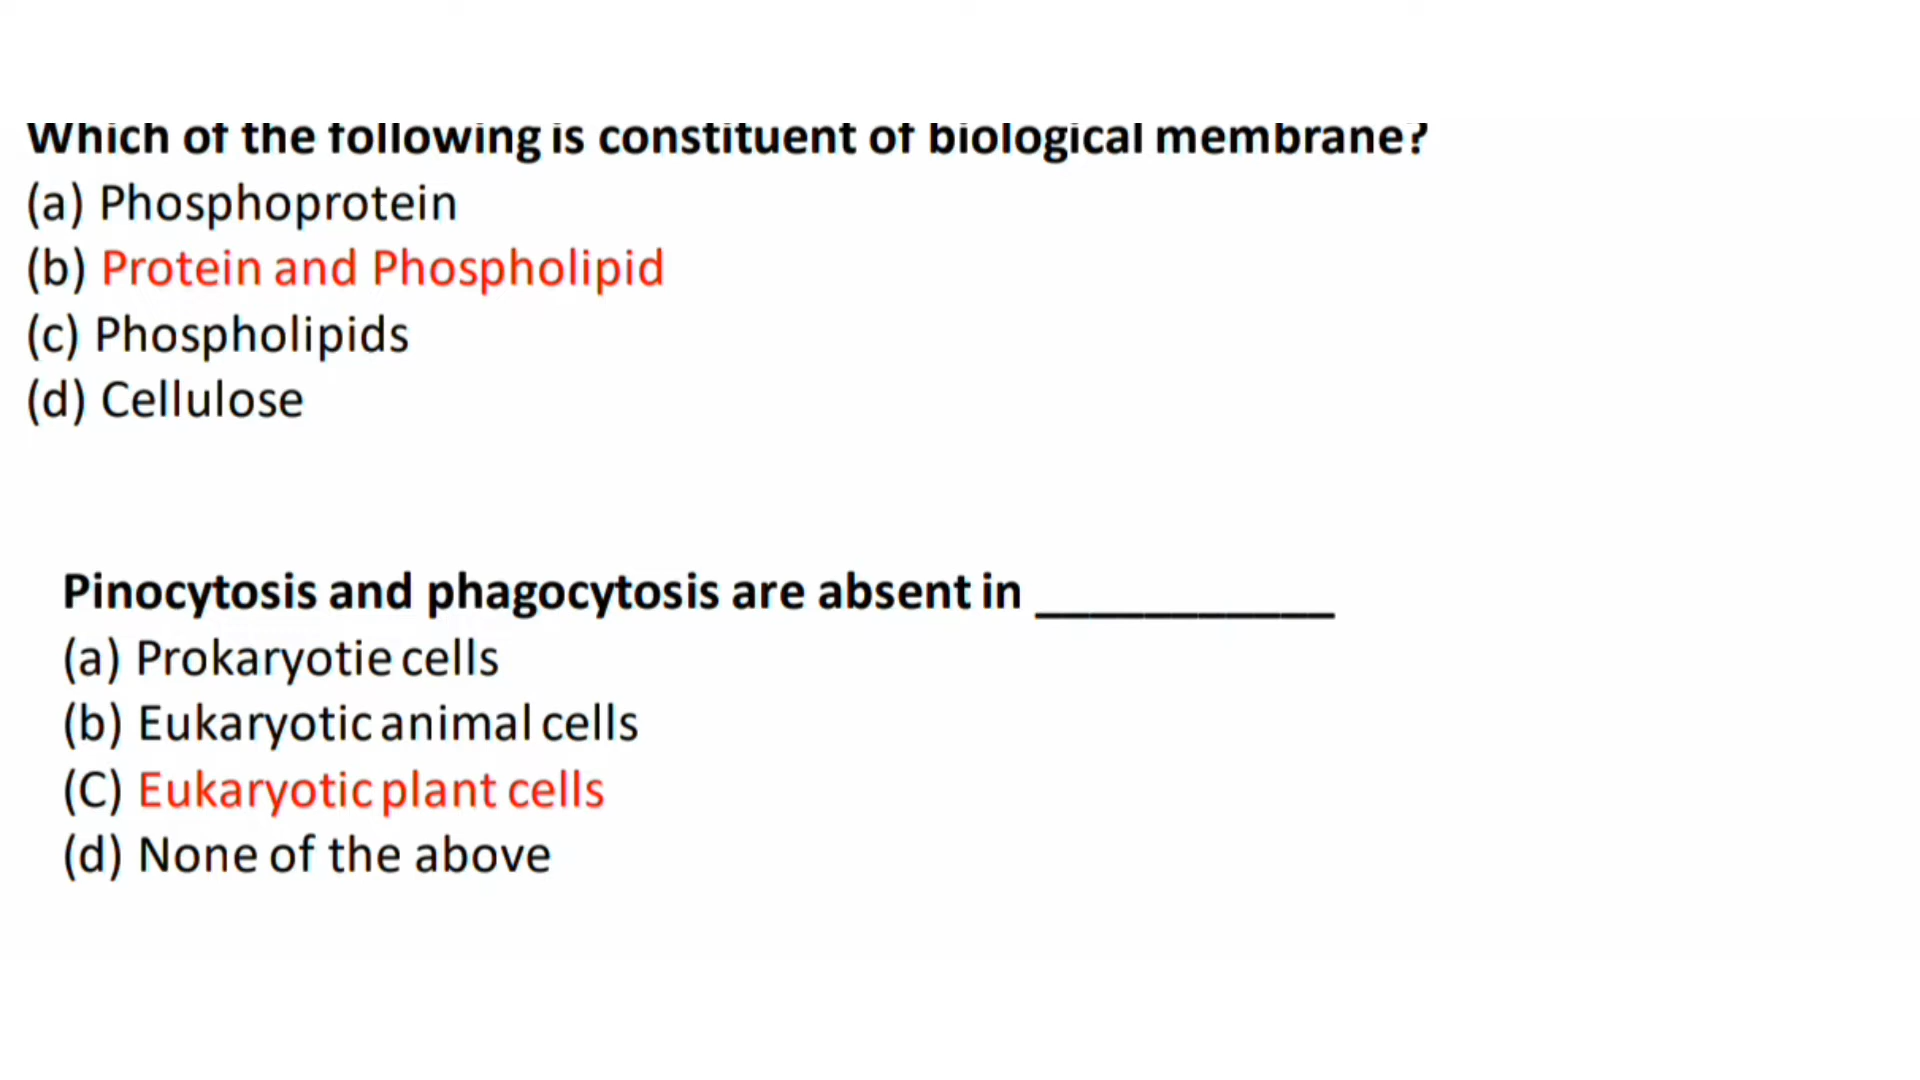 Which of the following is constituent of biological membrane?
(a) Phosphoprotein
(b) Protein and Phospholipid
(c) Phospholipids
(d) Cellulose
Pinocytosis and phagocytosis are absent in ___________
(a) Prokaryotie cells
(b) Eukaryotic animal cells
(C) Eukaryotic plant cells
(d) None of the above